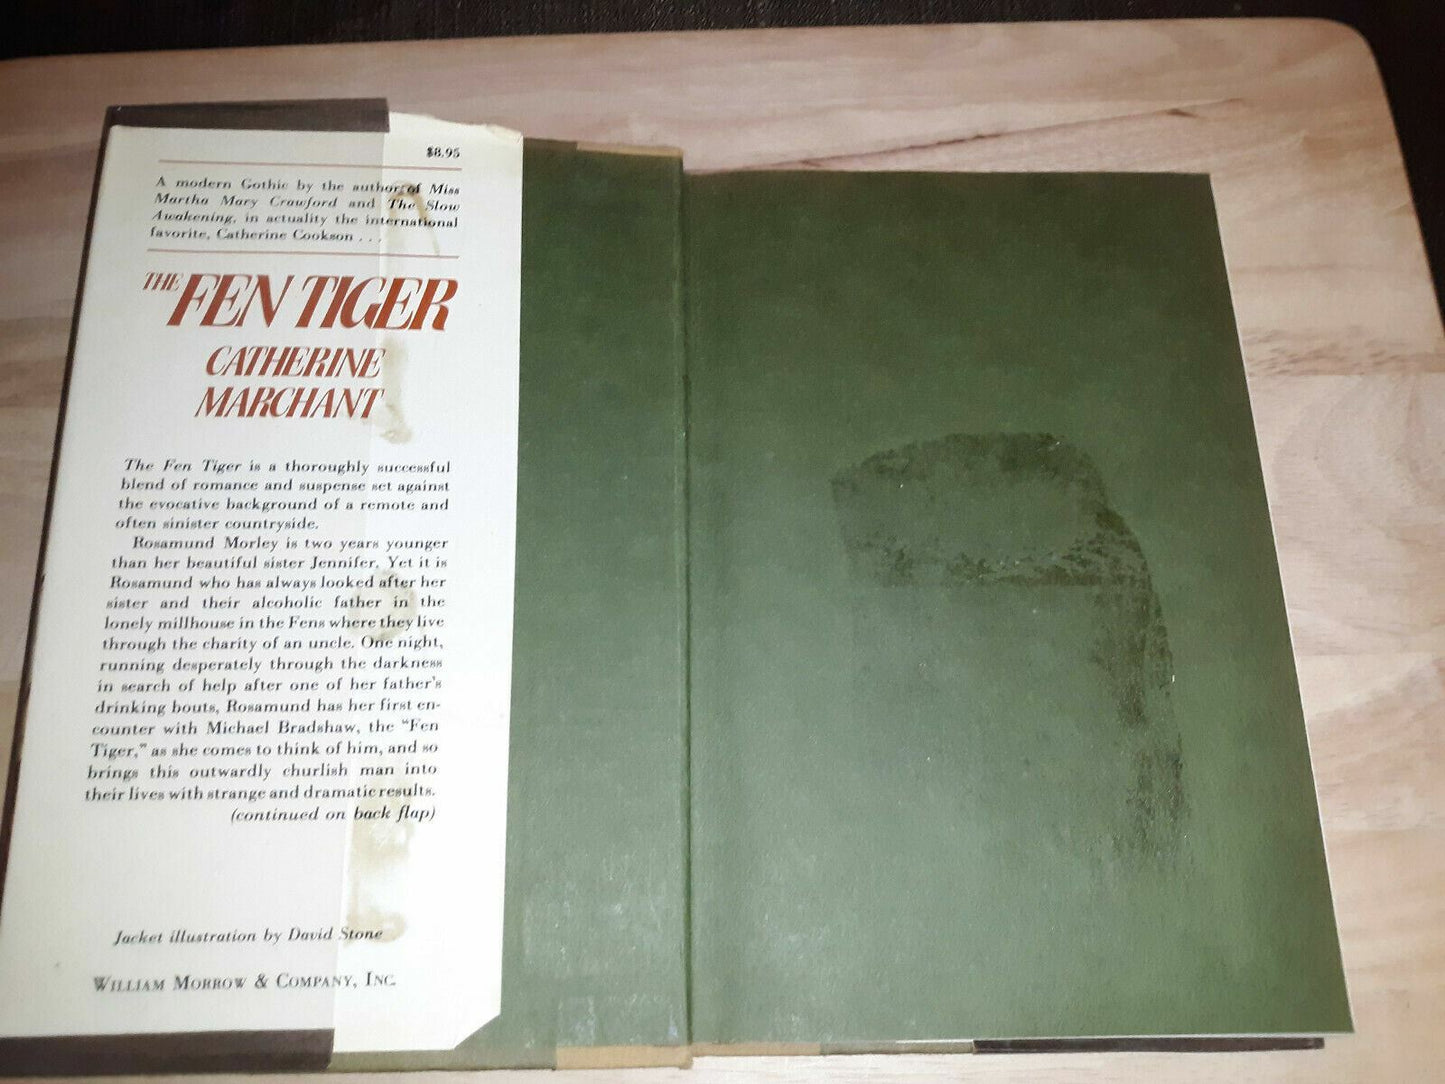 $8.95
A modern Gothic by the author of Miss
Martha Mary Crawford and The Slow
Awakening, in actuality the international
favorite, Catherine Cookson . . .
THE FEN TIGER
CATHERINE
MARCHANT
The Fen Tiger is a thoroughly successful
blend of romance and suspense set against
the evocative background of a remote and
often sinister countryside.
Rosamund Morley is two years younger
than her beautiful sister Jennifer. Yet it is
Rosamund who has always looked after her
sister and their alcoholic father in the
lonely millhouse in the Fens where they live
through the charity of an uncle. One night,
running desperately through the darkness
in search of help after one of her father's
drinking bouts, Rosamund has her first en-
counter with Michael Bradshaw, the "Fen
Tiger," as she comes to think of him, and so
brings this outwardly churlish man into
their lives with strange and dramatic results.
(continued on back flap)
Jacket illustration by David Stone
WILLIAM MORROW & COMPANY, INC.